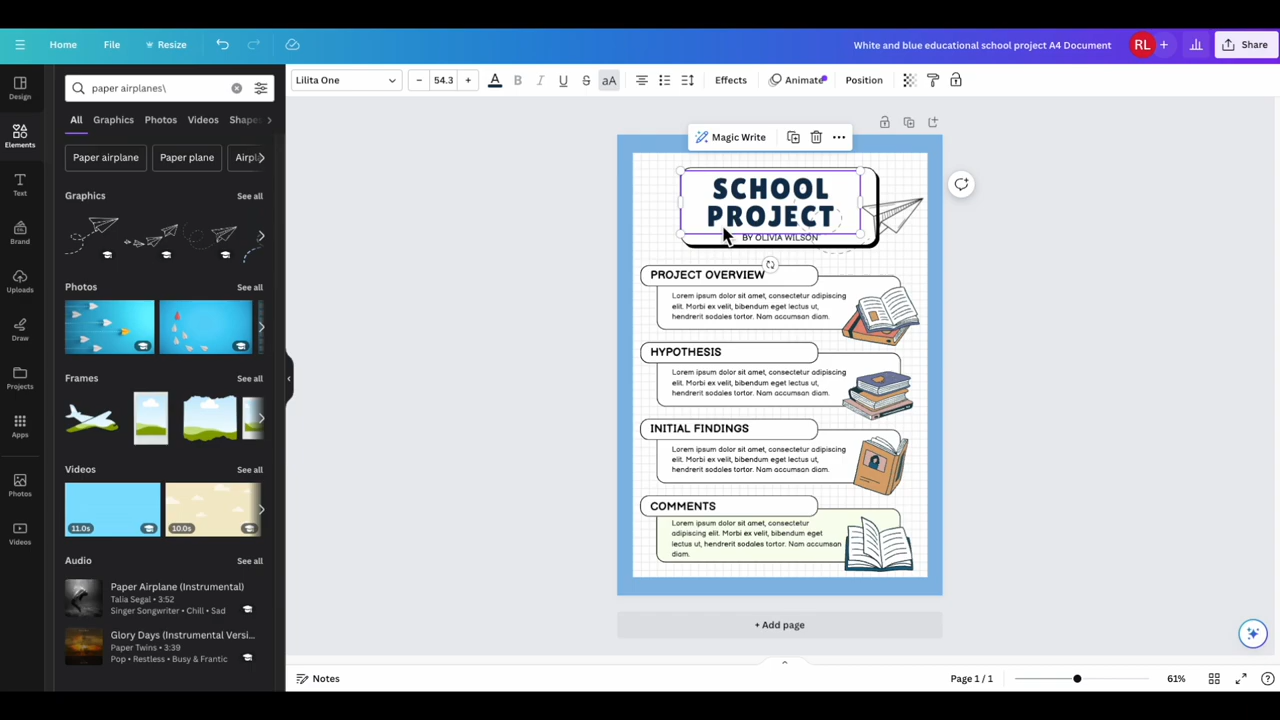 Home
File
Resize
White and blue educational school project A4 Document
RL
+
Share
Design
Elements
Text
Brand
Uploads
Draw
Projects
Apps
Photos
Videos
paper airplanes\
All
Graphics
Photos
Videos
Shape
Paper airplane
Paper plane
Airpl
Graphics
See all
Photos
See all
Frames
See all
Videos
See all
11.0s
10.0s
Audio
See all
Paper Airplane (Instrumental)
Talia Segal • 3:52
Singer Songwriter • Chill • Sad
Glory Days (Instrumental Versi...
Paper Twins • 3:39
Pop • Restless • Busy & Frantic
Lilita One
– 54.3 +
A
B
I
U
S
aA
Effects
Animate
Position
Magic Write
SCHOOL
PROJECT
BY OLIVIA WILSON
PROJECT OVERVIEW
Lorem ipsum dolor sit amet, consectetur adipiscing
elit. Morbi ex velit, bibendum eget lectus ut,
hendrerit sodales tortor. Nam accumsan diam.
HYPOTHESIS
Lorem ipsum dolor sit amet, consectetur adipiscing
elit. Morbi ex velit, bibendum eget lectus ut,
hendrerit sodales tortor. Nam accumsan diam.
INITIAL FINDINGS
Lorem ipsum dolor sit amet, consectetur adipiscing
elit. Morbi ex velit, bibendum eget lectus ut,
hendrerit sodales tortor. Nam accumsan diam.
COMMENTS
Lorem ipsum dolor sit amet, consectetur
adipiscing elit. Morbi ex velit, bibendum eget
lectus ut, hendrerit sodales tortor. Nam accumsan
diam.
+ Add page
Notes
Page 1 / 1
61%
?